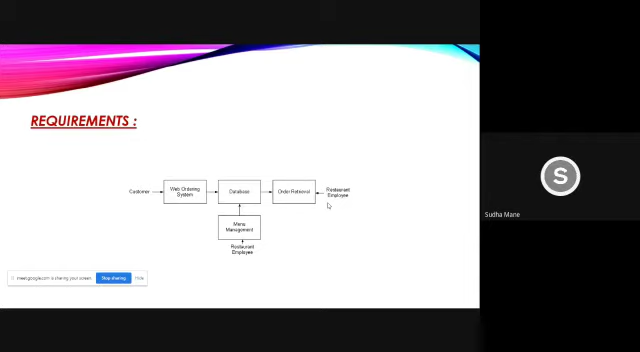 REQUIREMENTS :
Customer
Web Ordering
System
Database
Order Retrieval
Restaurant
Employee
Menu
Management
Restaurant
Employee
meet.google.com is sharing your screen.
Stop sharing
Hide
S
Sudha Mane